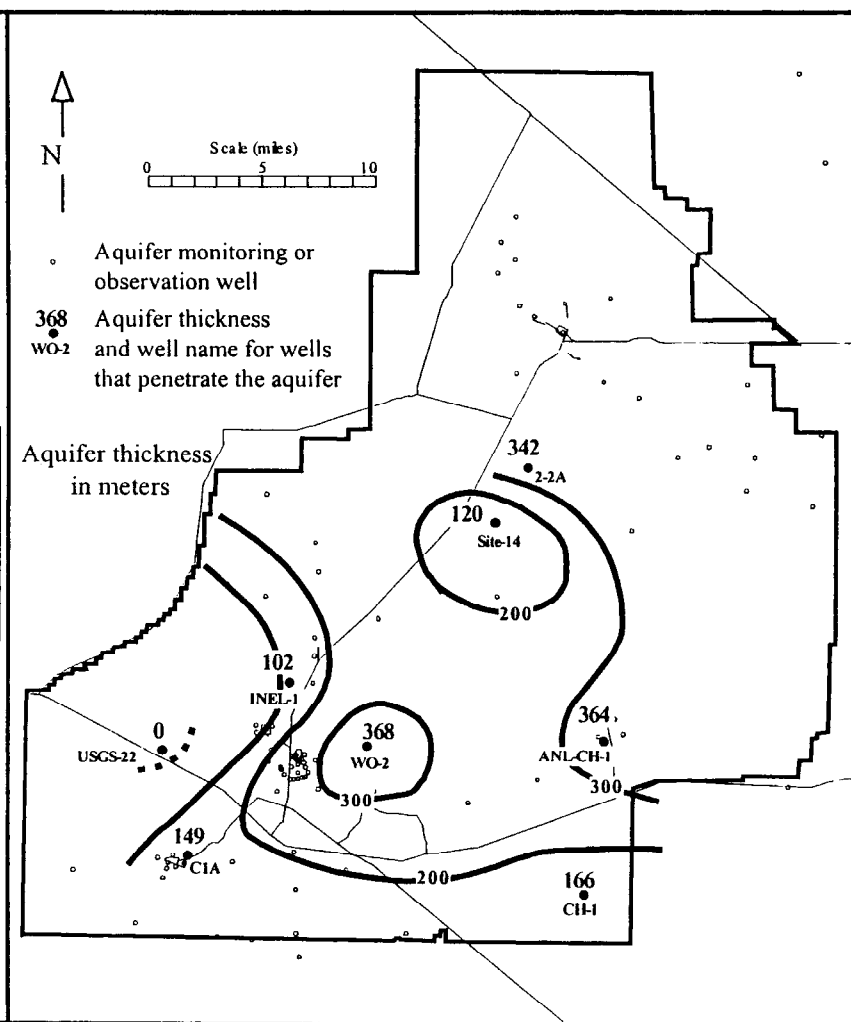 N
Scale (miles)
0 5 10
Aquifer monitoring or
observation well
368
WO-2
Aquifer thickness
and well name for wells
that penetrate the aquifer
Aquifer thickness
in meters
342
2-2A
120
Site-14
200
102
INEL-1
0
USGS-22
368
WO-2
300
364
ANL-CH-1
300
149
C1A
200
166
CH-1